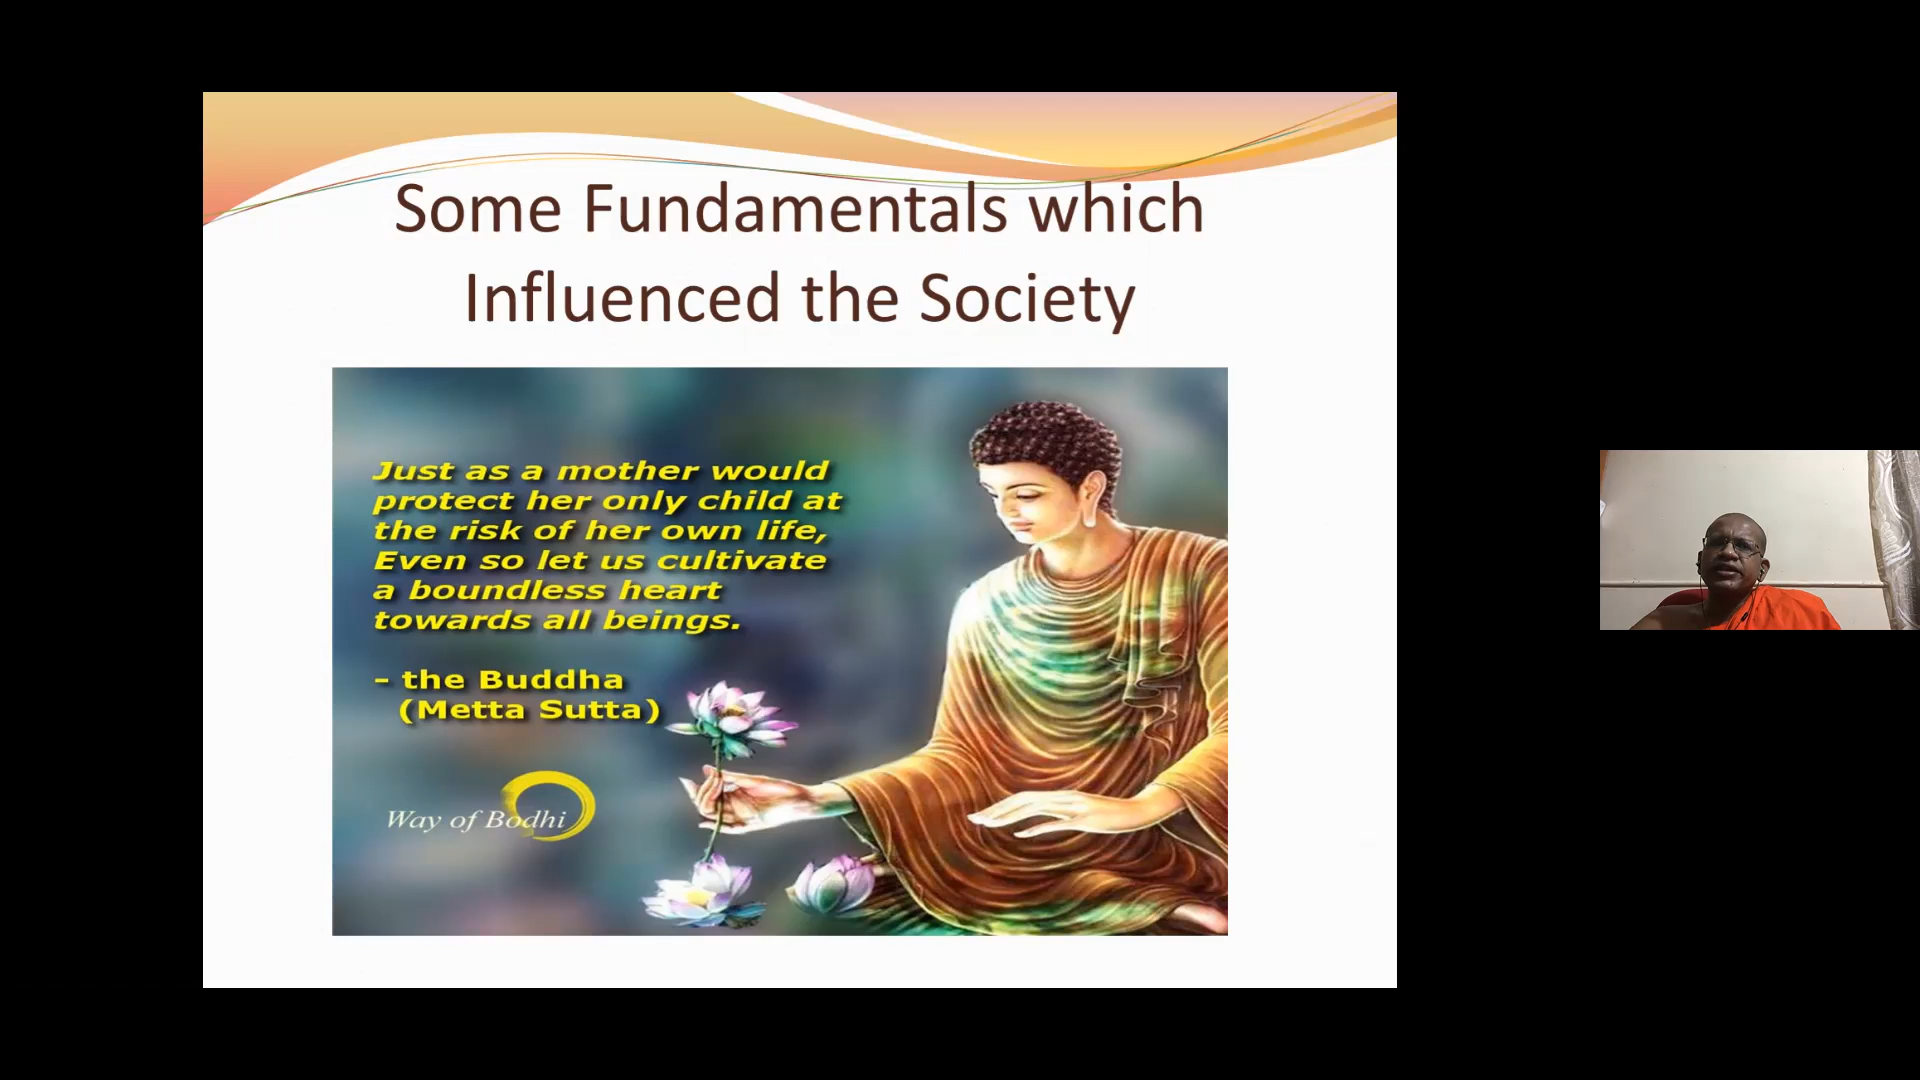 Some Fundamentals which
Influenced the Society
Just as a mother would
protect her only child at
the risk of her own life,
Even so let us cultivate
a boundless heart
towards all beings.
– the Buddha
(Metta Sutta)
Way of Bodhi